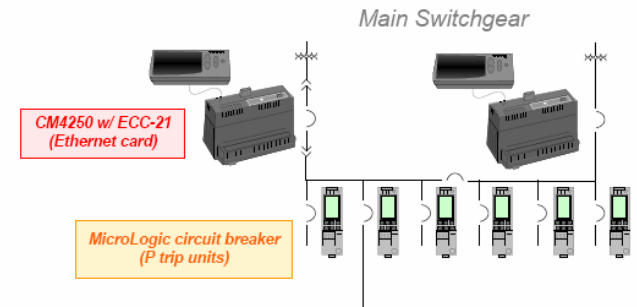 Main Switchgear
CM4250 w/ ECC-21
(Ethernet card)
MicroLogic circuit breaker
(P trip units)